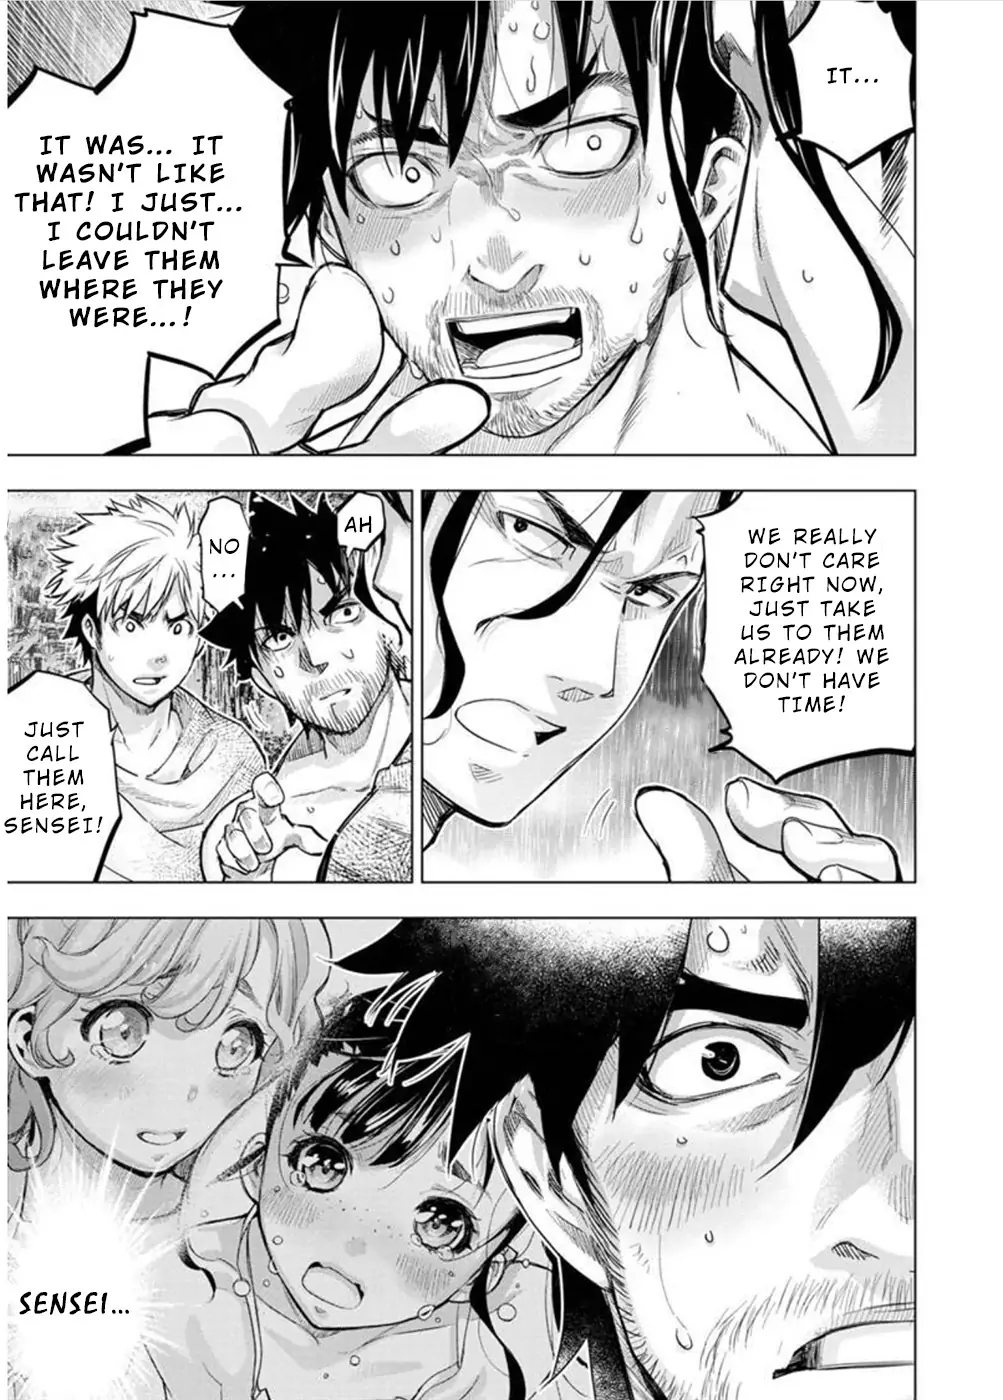 IT...
IT WAS... IT
WASN'T LIKE
THAT! I JUST...
I COULDN'T
LEAVE THEM
WHERE THEY
WERE...!
WE REALLY
DON'T CARE
RIGHT NOW,
JUST TAKE
US TO THEM
ALREADY! WE
DON'T HAVE
TIME!
AH
NO
...
JUST
CALL
THEM
HERE,
SENSEI!
SENSEI...